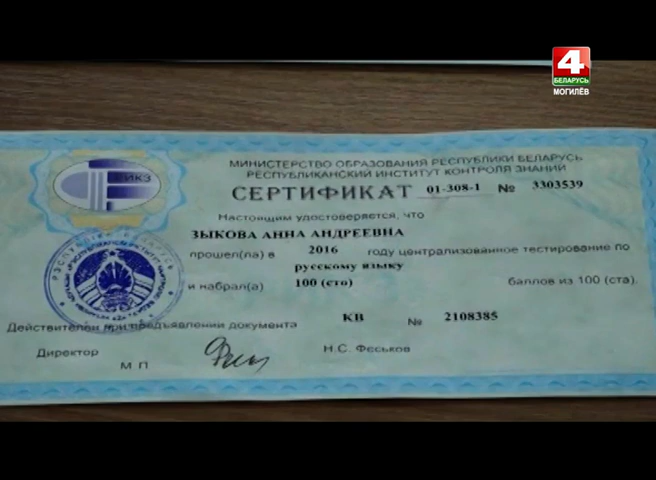 4
БЕЛАРУСЬ
МОГИЛЁВ
МИНИСТЕРСТВО ОБРАЗОВАНИЯ РЕСПУБЛИКИ БЕЛАРУСЬ
РЕСПУБЛИКАНСКИЙ ИНСТИТУТ КОНТРОЛЯ ЗНАНИЙ
СЕРТИФИКАТ 01-308-1 № 3303539
Настоящим удостоверяется, что
ЗЫКОВА АННА АНДРЕЕВНА
прошел(ла) в 2016 году централизованное тестирование по
русскому языку
и набрал(а) 100 (сто) баллов из 100 (ста).
Действителен при предъявлении документа КВ № 2108385
Директор Н.С. Феськов
М П